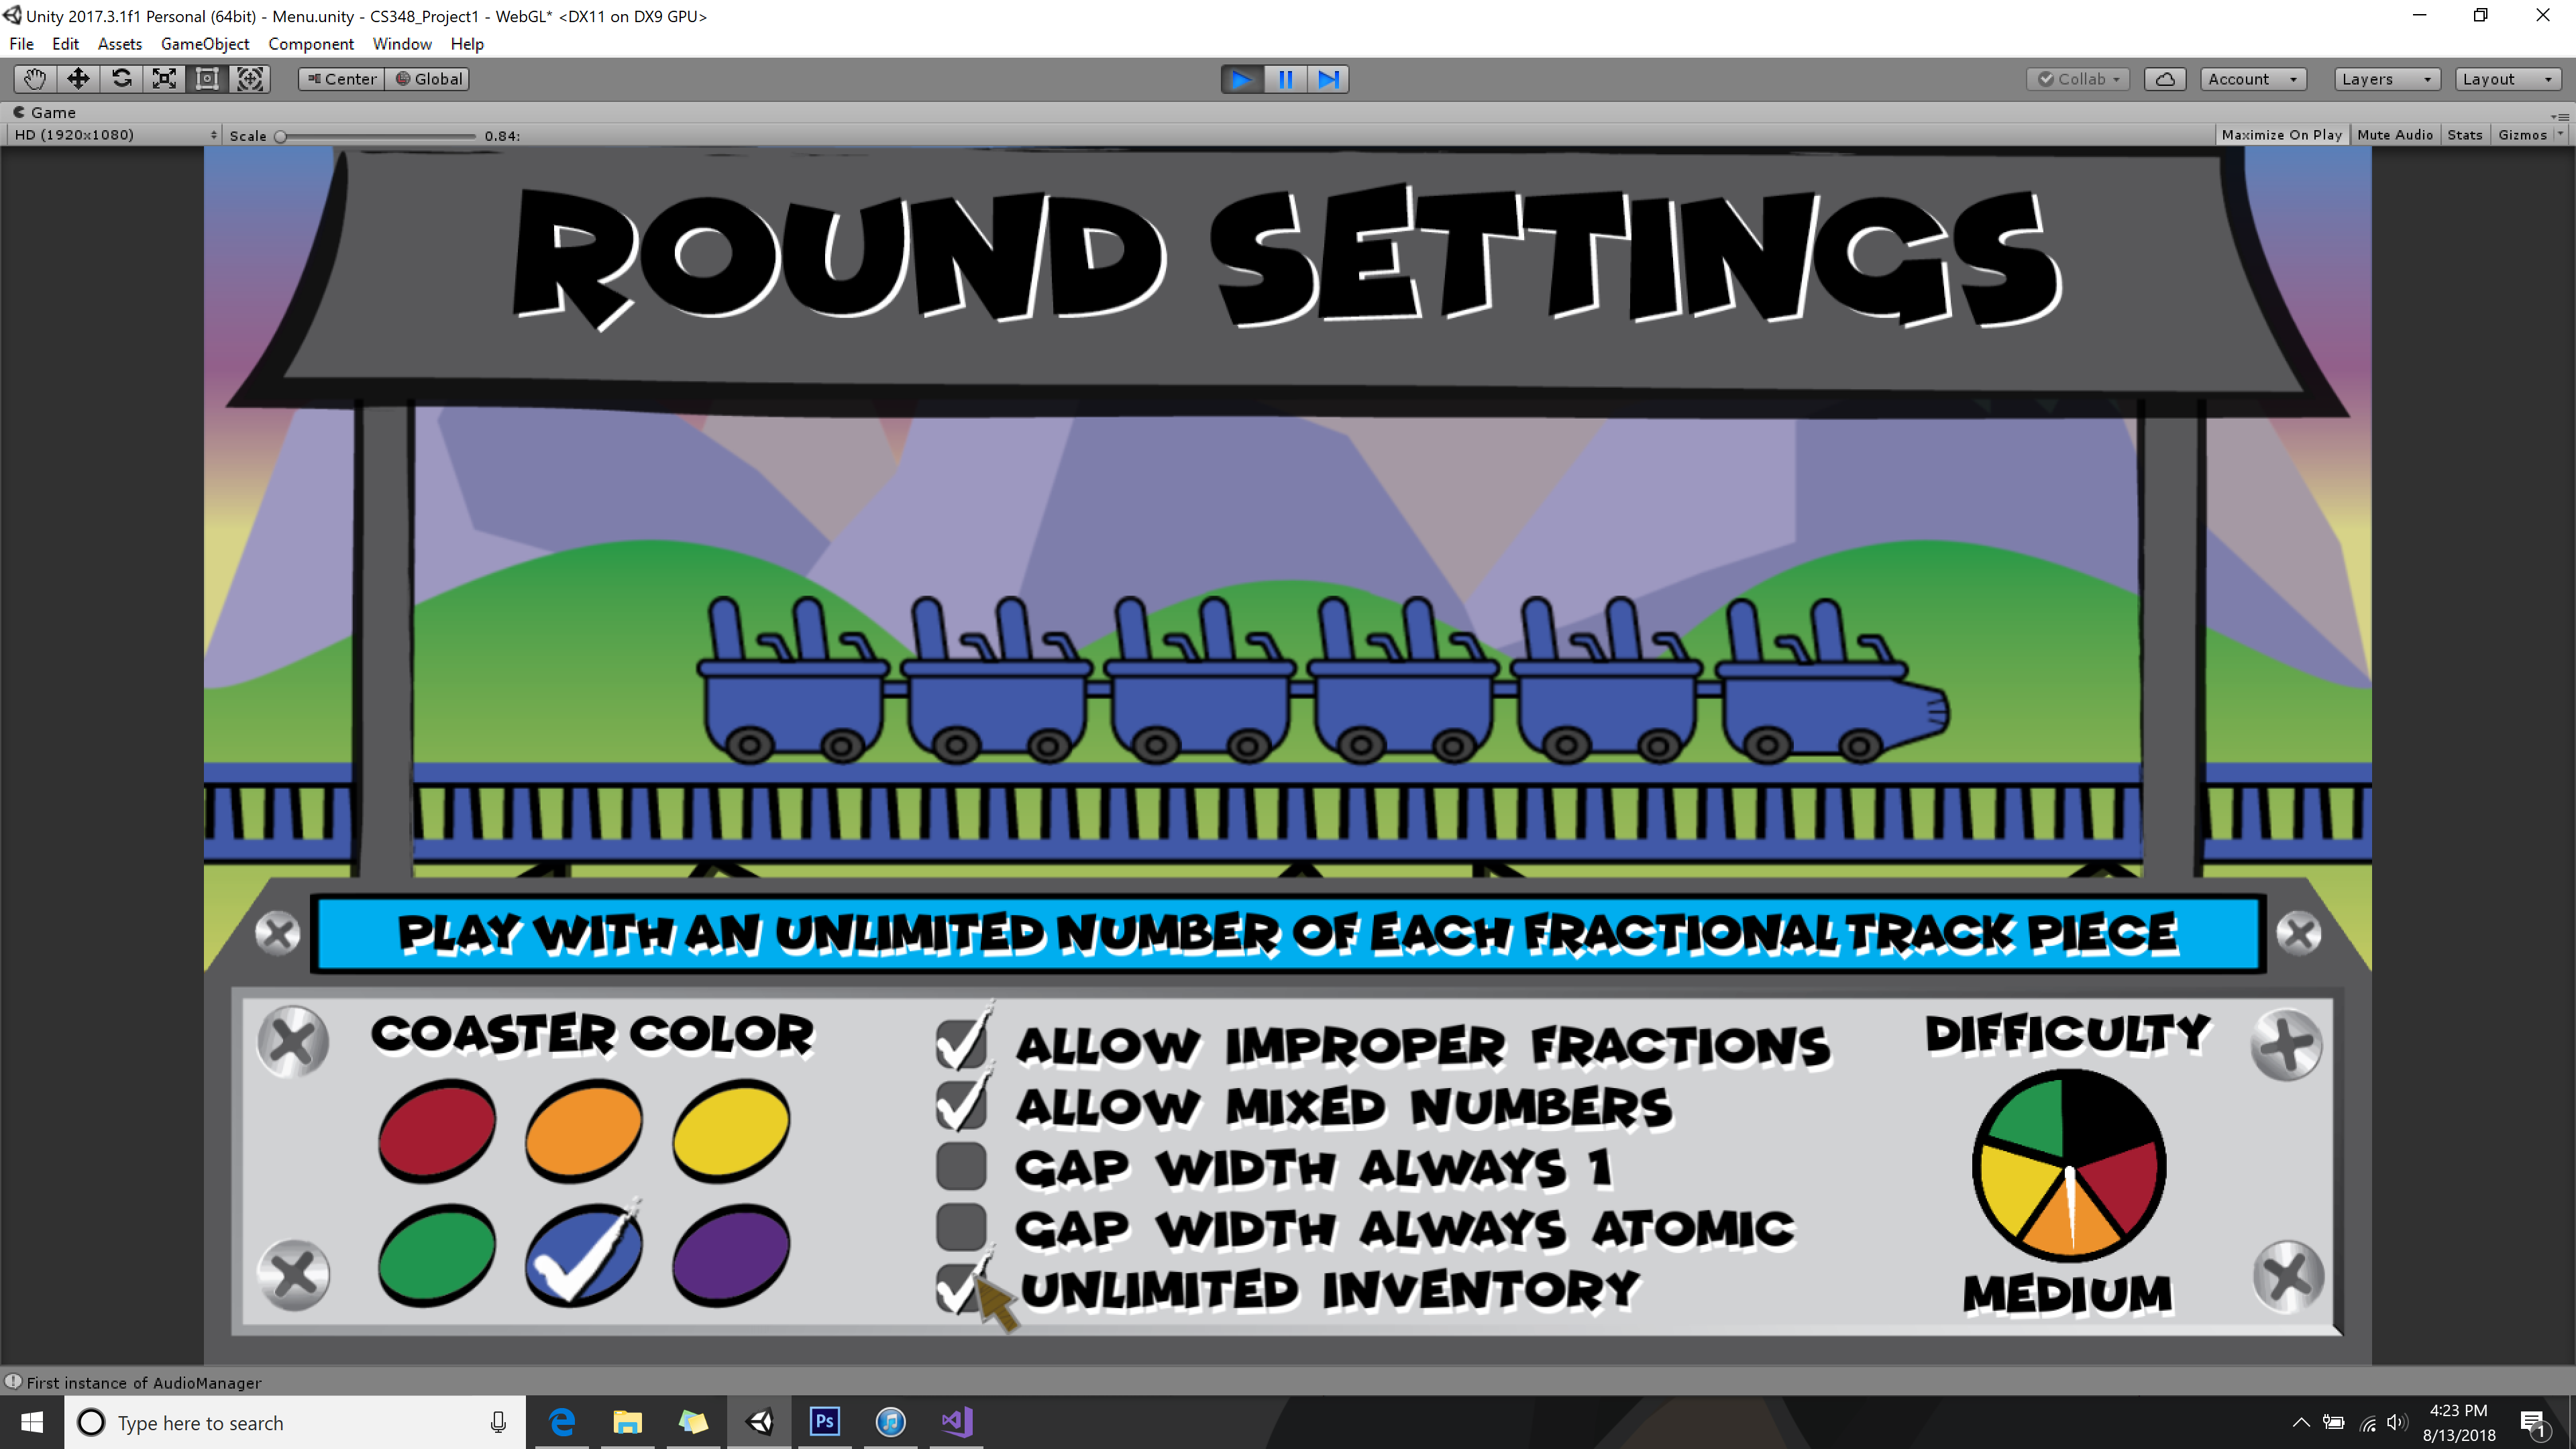 Unity 2017.3.1f1 Personal (64bit) - Menu.unity - CS348_Project1 - WebGL* <DX11 on DX9 GPU>
File Edit Assets GameObject Component Window Help
Center Global Collab Account Layers Layout
Game
HD (1920x1080) Scale 0.84: Maximize On Play Mute Audio Stats Gizmos
ROUND SETTINGS
PLAY WITH AN UNLIMITED NUMBER OF EACH FRACTIONAL TRACK PIECE
COASTER COLOR
ALLOW IMPROPER FRACTIONS
ALLOW MIXED NUMBERS
GAP WIDTH ALWAYS 1
GAP WIDTH ALWAYS ATOMIC
UNLIMITED INVENTORY
DIFFICULTY
MEDIUM
First instance of AudioManager
Type here to search
Ps
4:23 PM
8/13/2018
1